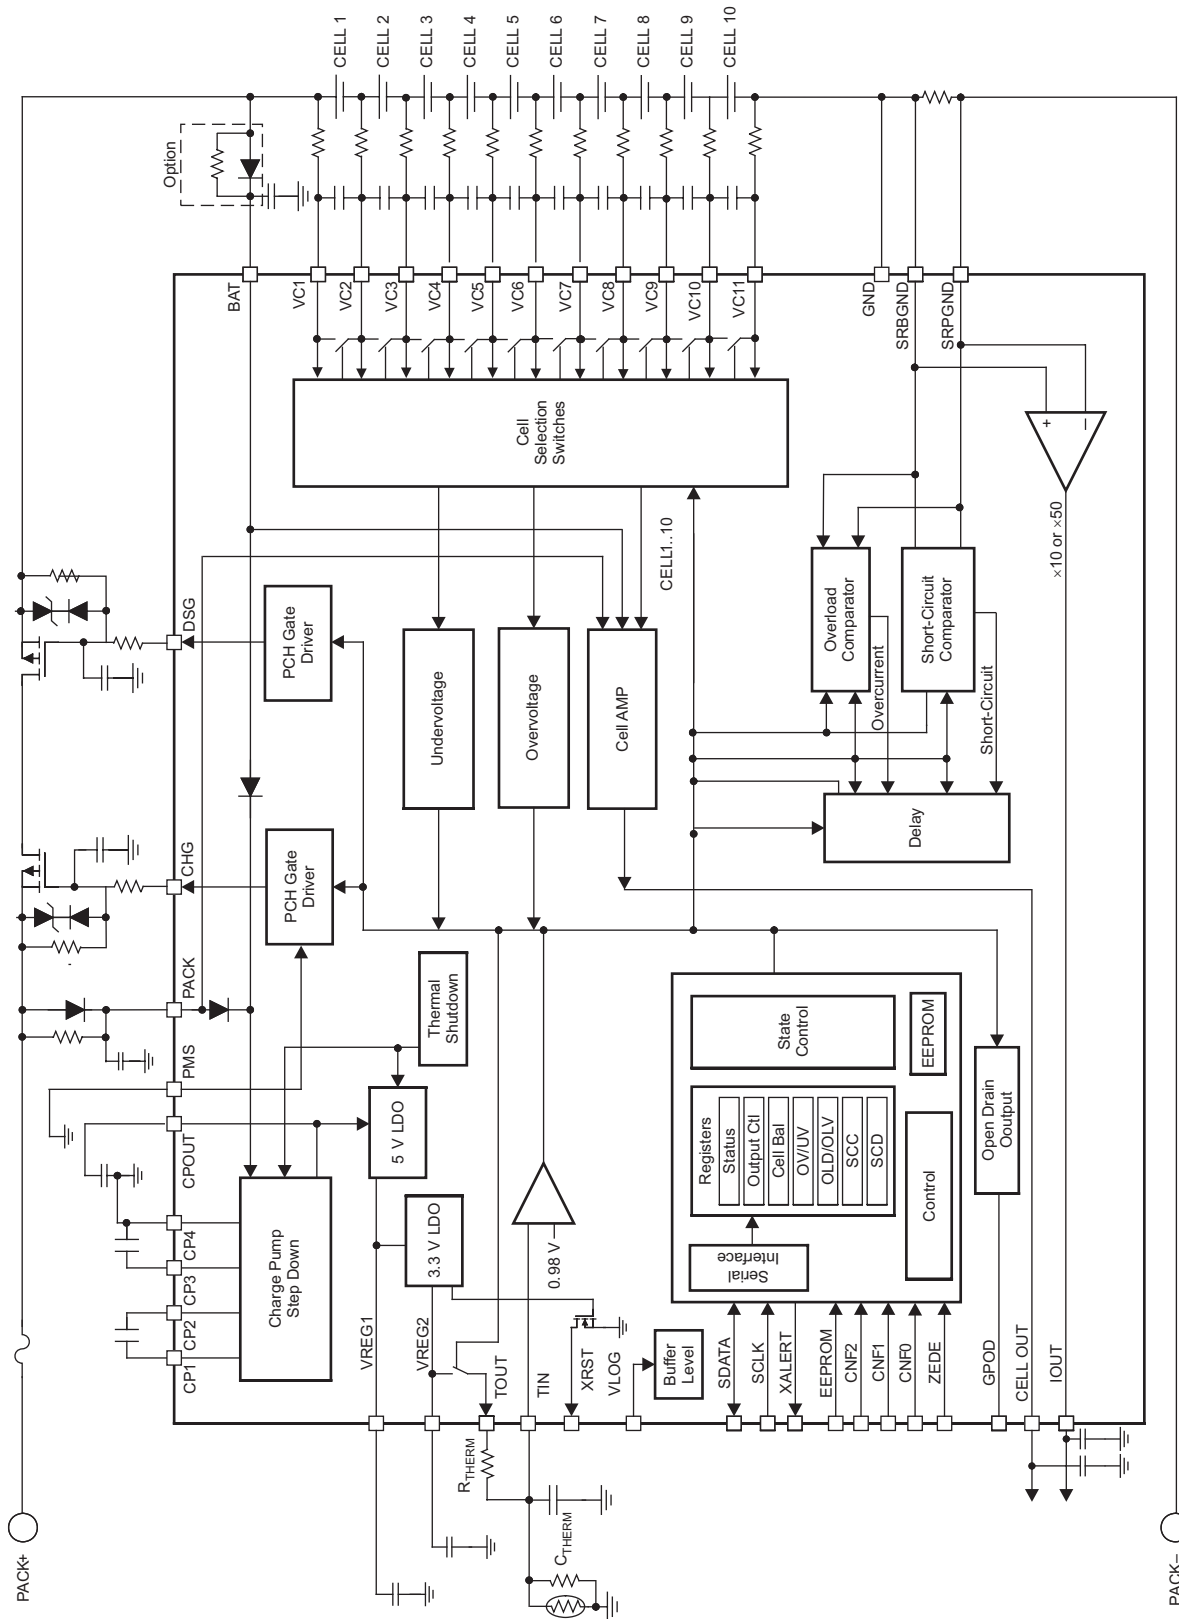 CELL 1
CELL 2
CELL 3
CELL 4
CELL 5
CELL 6
CELL 7
CELL 8
CELL 9
CELL 10
Option
BAT
VC1
VC2
VC3
VC4
VC5
VC6
VC7
VC8
VC9
VC10
VC11
GND
SRBGND
SRPGND
Cell
Selection
Switches
+
–
×10 or ×50
CELL1..10
DSG
PCH Gate
Driver
Undervoltage
Overvoltage
Cell AMP
Overload
Comparator
Short-Circuit
Comparator
Overcurrent
Short-Circuit
Delay
CHG
PCH Gate
Driver
PACK
PMS
CPOUT
CP4
CP3
CP2
CP1
Thermal
Shutdown
5 V LDO
3.3 V LDO
Charge Pump
Step Down
0.98 V
State
Control
EEPROM
Registers
Status
Output Ctl
Cell Bal
OV/UV
OLD/OLV
SCC
SCD
Serial
Interface
Control
Open Drain
Ooutput
Buffer
Level
VREG1
VREG2
TOUT
TIN
XRST
VLOG
SDATA
SCLK
XALERT
EEPROM
CNF2
CNF1
CNF0
ZEDE
GPOD
CELL OUT
IOUT
RTHERM
CTHERM
PACK+
PACK–